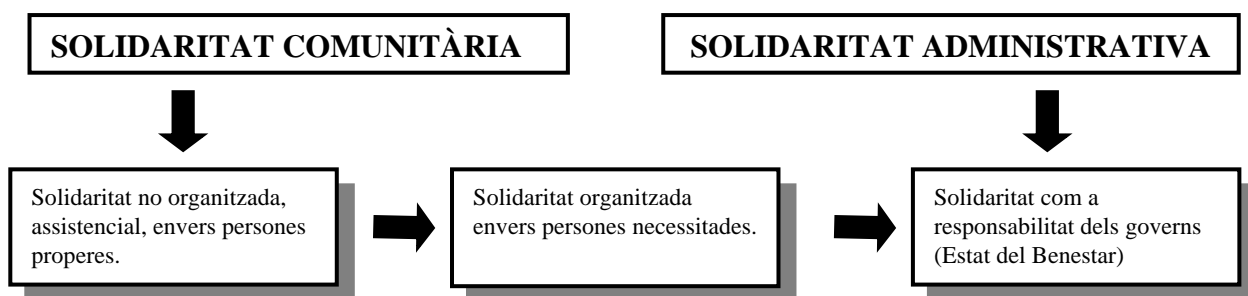 SOLIDARITAT COMUNITÀRIA
SOLIDARITAT ADMINISTRATIVA
Solidaritat no organitzada,
assistencial, envers persones
properes.
Solidaritat organitzada
envers persones necessitades.
Solidaritat com a
responsabilitat dels governs
(Estat del Benestar)